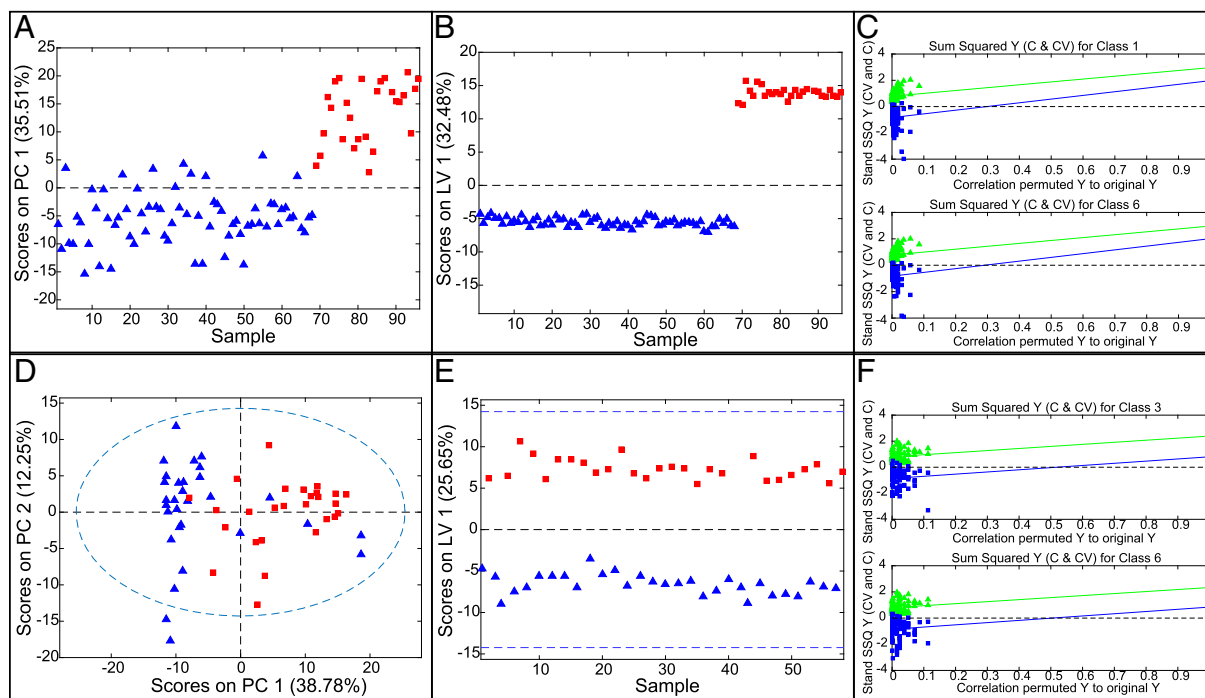 A
Scores on PC 1 (35.51%)
25
20
15
10
5
0
-5
-10
-15
20
10 20 30 40 50 60 70 80 90
Sample
B
Scores on LV 1 (32.48%)
20
15
10
5
0
-5
-10
-15
10 20 30 40 50 60 70 80 90
Sample
C
Sum Squared Y (C & CV) for Class 1
Stand SSQ Y (CV and C)
4
2
0
-2
-4
0 0.1 0.2 0.3 0.4 0.5 0.6 0.7 0.8 0.9
Correlation permuted Y to original Y
Sum Squared Y (C & CV) for Class 6
Stand SSQ Y (CV and C)
4
2
0
-2
-4
0 0.1 0.2 0.3 0.4 0.5 0.6 0.7 0.8 0.9
Correlation permuted Y to original Y
D
Scores on PC 2 (12.25%)
15
10
5
0
-5
-10
-15
-20
-20 -10 0 10 20
Scores on PC 1 (38.78%)
E
Scores on LV 1 (25.65%)
15
10
5
0
-5
-10
-15
10 20 30 40 50
Sample
F
Sum Squared Y (C & CV) for Class 3
Stand SSQ Y (CV and C)
4
2
0
-2
-4
0 0.1 0.2 0.3 0.4 0.5 0.6 0.7 0.8 0.9
Correlation permuted Y to original Y
Sum Squared Y (C & CV) for Class 6
Stand SSQ Y (CV and C)
4
2
0
-2
-4
0 0.1 0.2 0.3 0.4 0.5 0.6 0.7 0.8 0.9
Correlation permuted Y to original Y